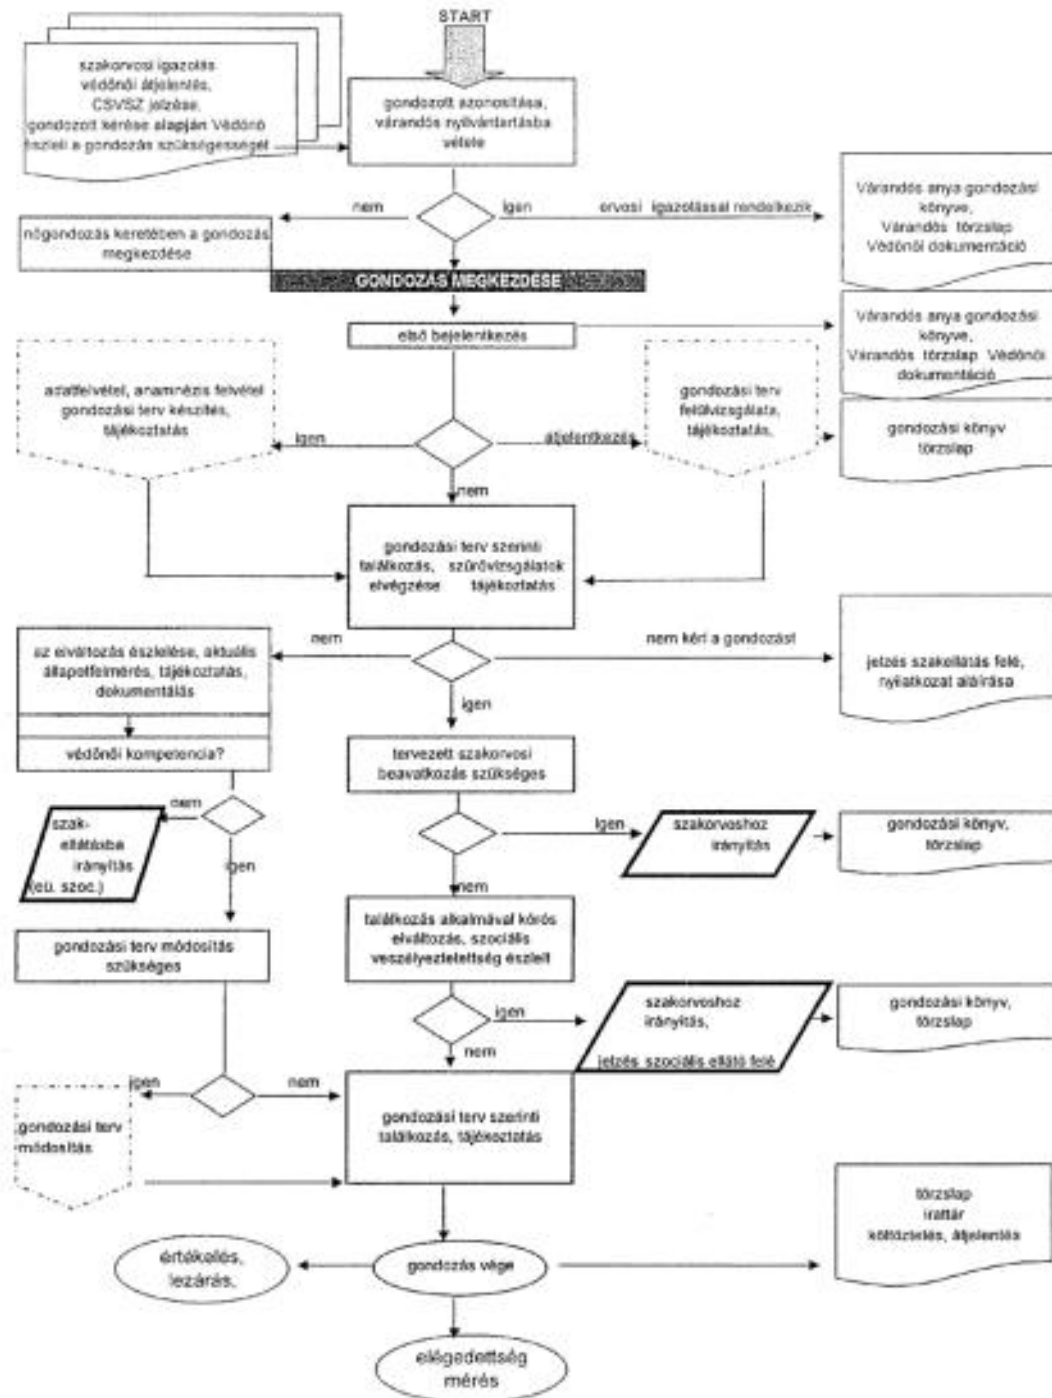 START
szakorvosi igazolás
védőnői átjelentés,
CSVSZ jelzése,
gondozott kérése alapján Védőnő
észleli a gondozás szükségességét
gondozott azonosítása,
várandós nyilvántartásba
vétele
nem
igen
orvosi igazolással rendelkezik
Várandós anya gondozási
könyve,
Várandós törzslap
Védőnői dokumentáció
nőgondozás keretében a gondozás
megkezdése
GONDOZÁS MEGKEZDÉSE
első bejelentkezés
Várandós anya gondozási
könyve,
Várandós törzslap Védőnői
dokumentáció
adatfelvétel, anamnézis felvétel
gondozási terv készítés,
tájékoztatás
igen
átjelentkezés
gondozási terv
felülvizsgálata,
tájékoztatás,
gondozási könyv
törzslap
nem
gondozási terv szerinti
találkozás, szűrővizsgálatok
elvégzése tájékoztatás
nem
nem kéri a gondozást
az elváltozás észlelése, aktuális
állapotfelmérés, tájékoztatás,
dokumentálás
jelzés szakellátás felé,
nyilatkozat aláírása
igen
védőnői kompetencia?
tervezett szakorvosi
beavatkozás szükséges
nem
szak-
ellátásba
irányítás
(eü. szoc.)
igen
igen
szakorvoshoz
irányítás
gondozási könyv,
törzslap
nem
gondozási terv módosítás
szükséges
találkozás alkalmával kóros
elváltozás, szociális
veszélyeztetettség észlelt
igen
szakorvoshoz
irányítás,
jelzés szociális ellátó felé
gondozási könyv,
törzslap
nem
igen
nem
gondozási terv
módosítás
gondozási terv szerinti
találkozás, tájékoztatás
törzslap
irattár
költöztetés, átjelentés
értékelés,
lezárás,
gondozás vége
elégedettség
mérés